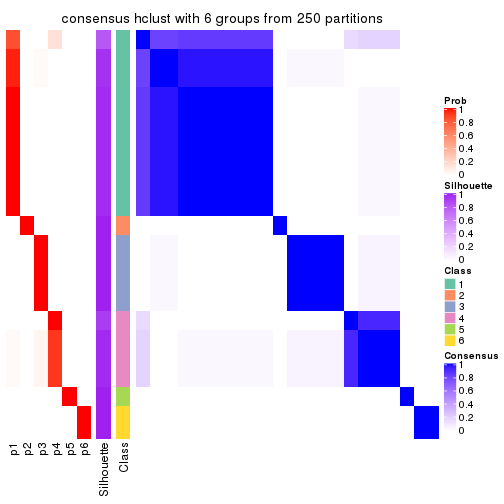 consensus hclust with 6 groups from 250 partitions
Prob
1
0.8
0.6
0.4
0.2
0
Silhouette
1
0.8
0.6
0.4
0.2
0
Class
1
2
3
4
5
6
Consensus
1
0.8
0.6
0.4
0.2
0
p1
p2
p3
p4
p5
p6
Silhouette
Class